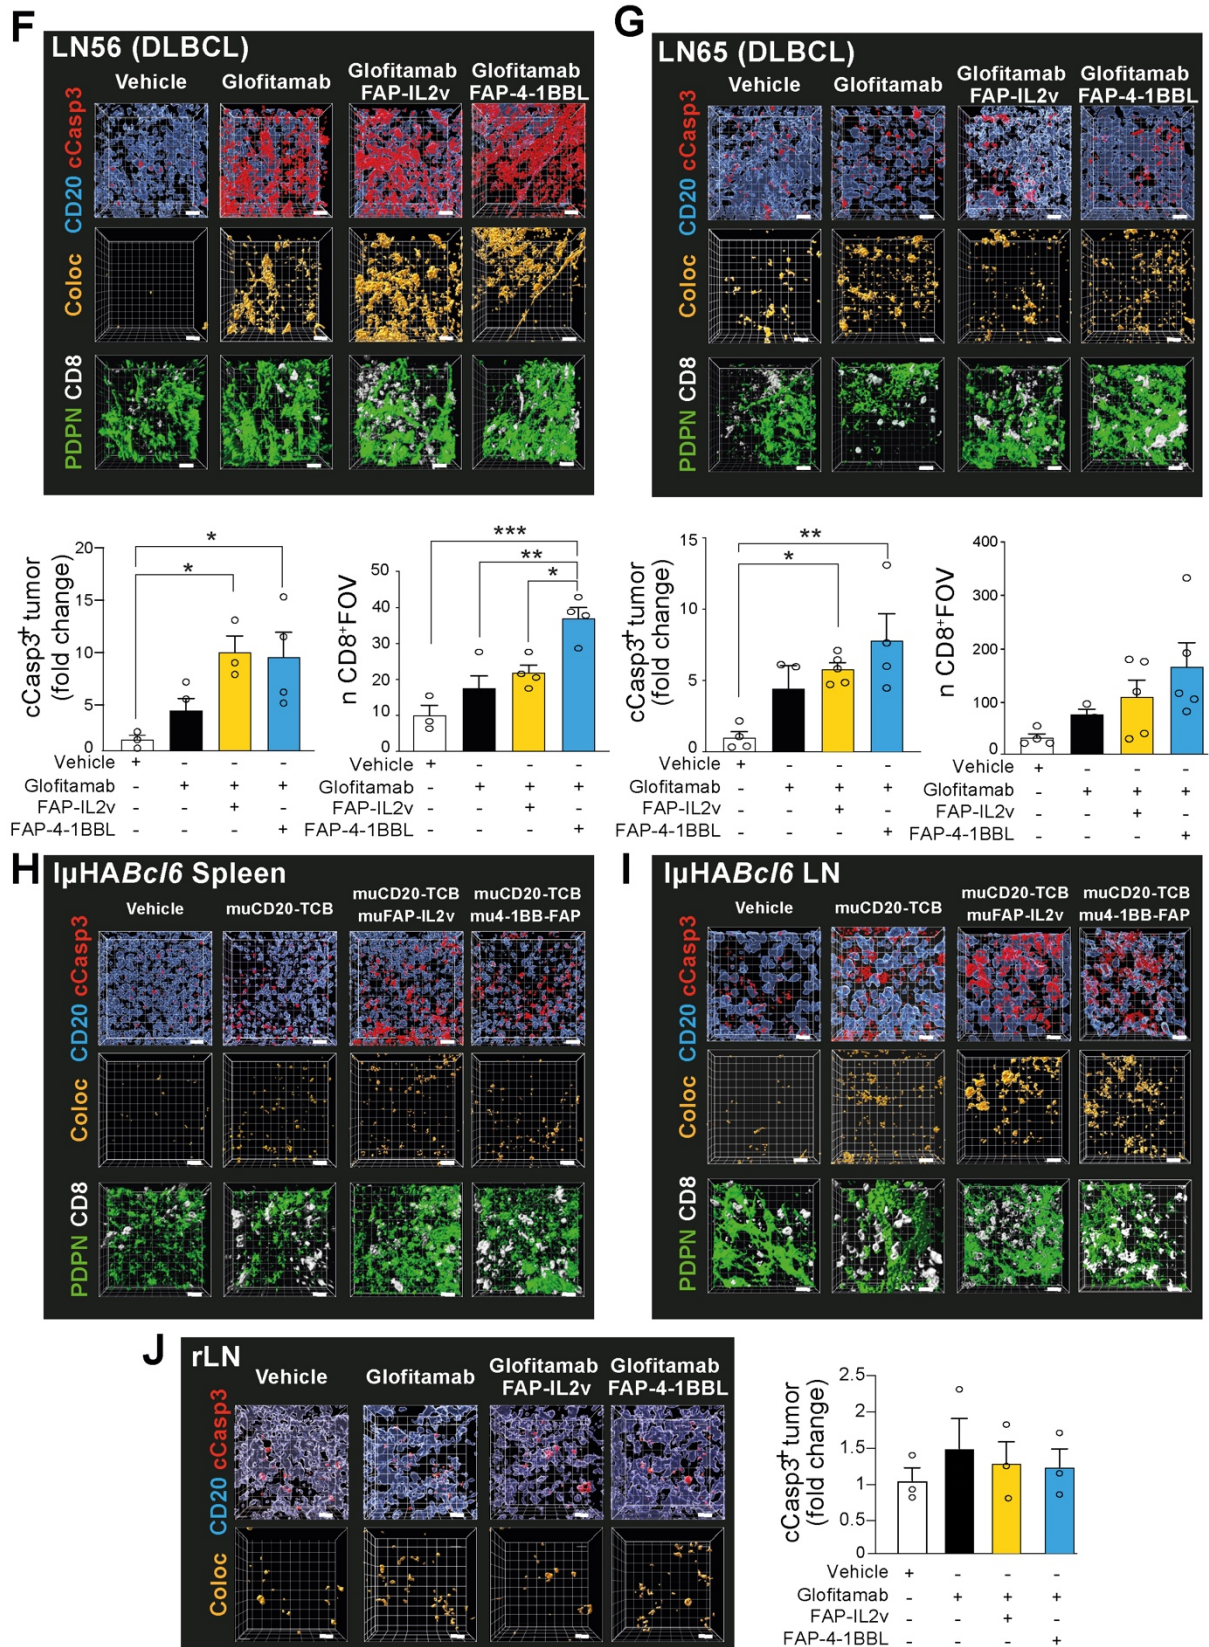 F
LN56 (DLBCL)
Vehicle
Glofitamab
Glofitamab
FAP-IL2v
Glofitamab
FAP-4-1BBL
CD20 cCasp3
Coloc
PDPN CD8
G
LN65 (DLBCL)
Vehicle
Glofitamab
Glofitamab
FAP-IL2v
Glofitamab
FAP-4-1BBL
CD20 cCasp3
Coloc
PDPN CD8
cCasp3+ tumor
(fold change)
20
15
10
5
0
*
*
Vehicle + - - -
Glofitamab - + + +
FAP-IL2v - - + -
FAP-4-1BBL - - - +
n CD8+FOV
50
40
30
20
10
0
***
**
*
Vehicle + - - -
Glofitamab - + + +
FAP-IL2v - - + -
FAP-4-1BBL - - - +
cCasp3+ tumor
(fold change)
15
10
5
0
**
*
Vehicle + - - -
Glofitamab - + + +
FAP-IL2v - - + -
FAP-4-1BBL - - - +
n CD8+FOV
400
300
200
100
0
Vehicle + - - -
Glofitamab - + + +
FAP-IL2v - - + -
FAP-4-1BBL - - - +
H
IµHABcl6 Spleen
Vehicle
muCD20-TCB
muCD20-TCB
muFAP-IL2v
muCD20-TCB
mu4-1BB-FAP
CD20 cCasp3
Coloc
PDPN CD8
I
IµHABcl6 LN
Vehicle
muCD20-TCB
muCD20-TCB
muFAP-IL2v
muCD20-TCB
mu4-1BB-FAP
CD20 cCasp3
Coloc
PDPN CD8
J
rLN
Vehicle
Glofitamab
Glofitamab
FAP-IL2v
Glofitamab
FAP-4-1BBL
CD20 cCasp3
Coloc
cCasp3+ tumor
(fold change)
2.5
2
1.5
1
0.5
0
Vehicle + - - -
Glofitamab - + + +
FAP-IL2v - - + -
FAP-4-1BBL - - - +